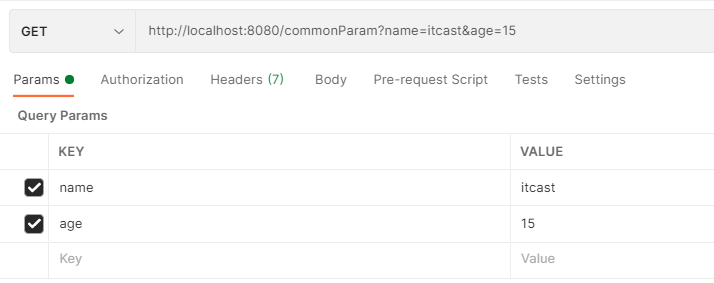 GET http://localhost:8080/commonParam?name=itcast&age=15
Params Authorization Headers (7) Body Pre-request Script Tests Settings
Query Params
KEY VALUE
name itcast
age 15
Key Value